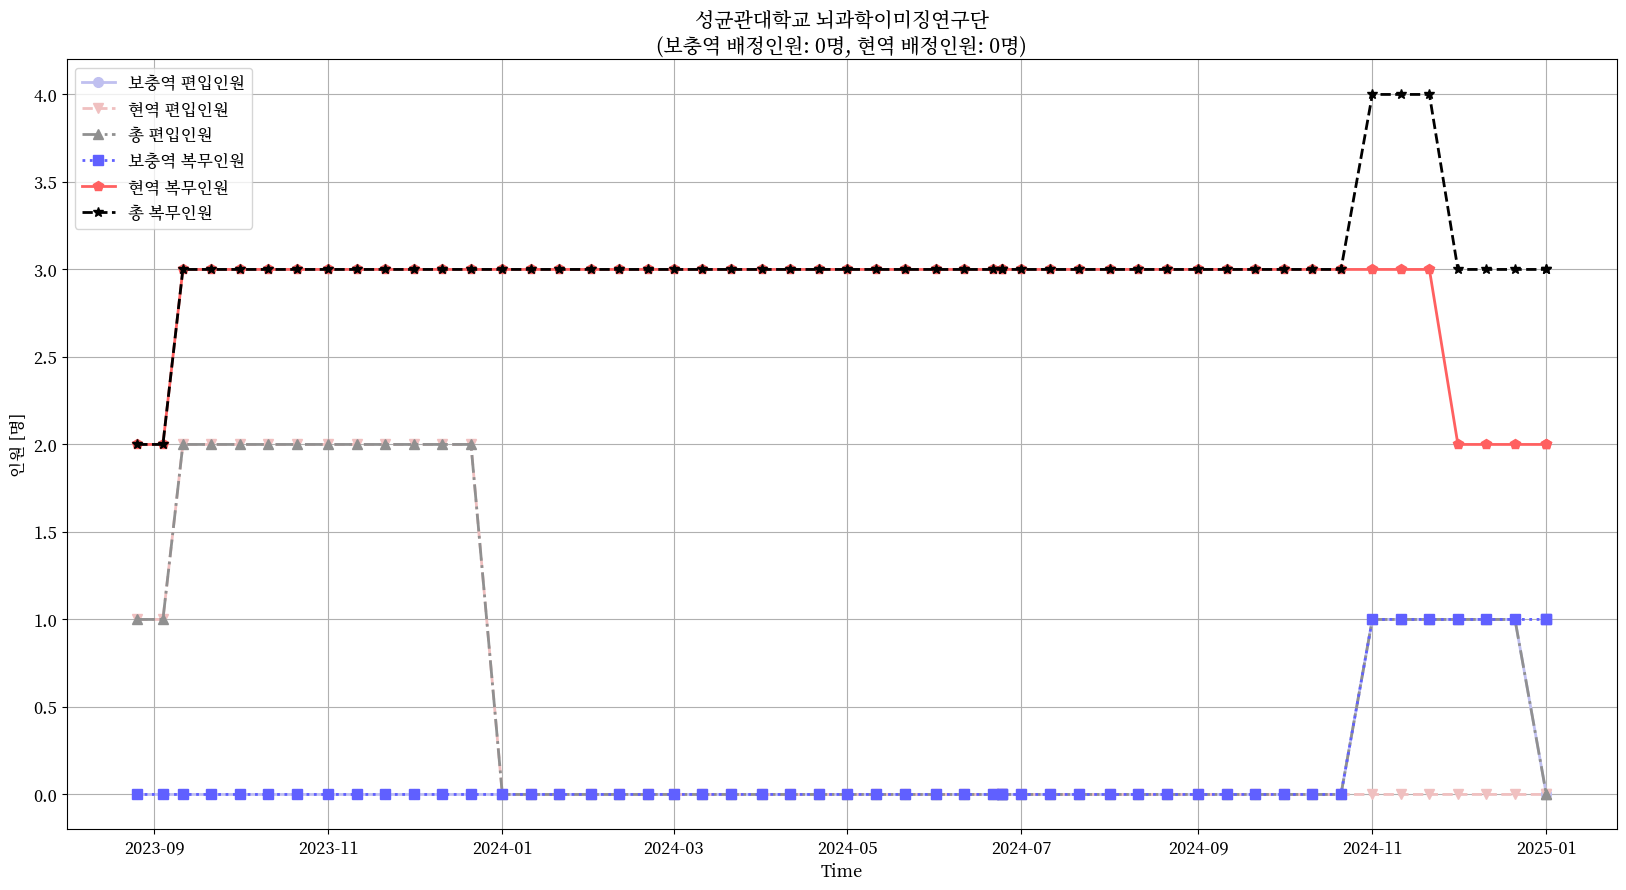 성균관대학교 뇌과학이미징연구단
(보충역 배정인원: 0명, 현역 배정인원: 0명)
보충역 편입인원
현역 편입인원
총 편입인원
보충역 복무인원
현역 복무인원
총 복무인원
4.0
3.5
3.0
2.5
2.0
1.5
1.0
0.5
0.0
인원 [명]
2023-09 2023-11 2024-01 2024-03 2024-05 2024-07 2024-09 2024-11 2025-01
Time